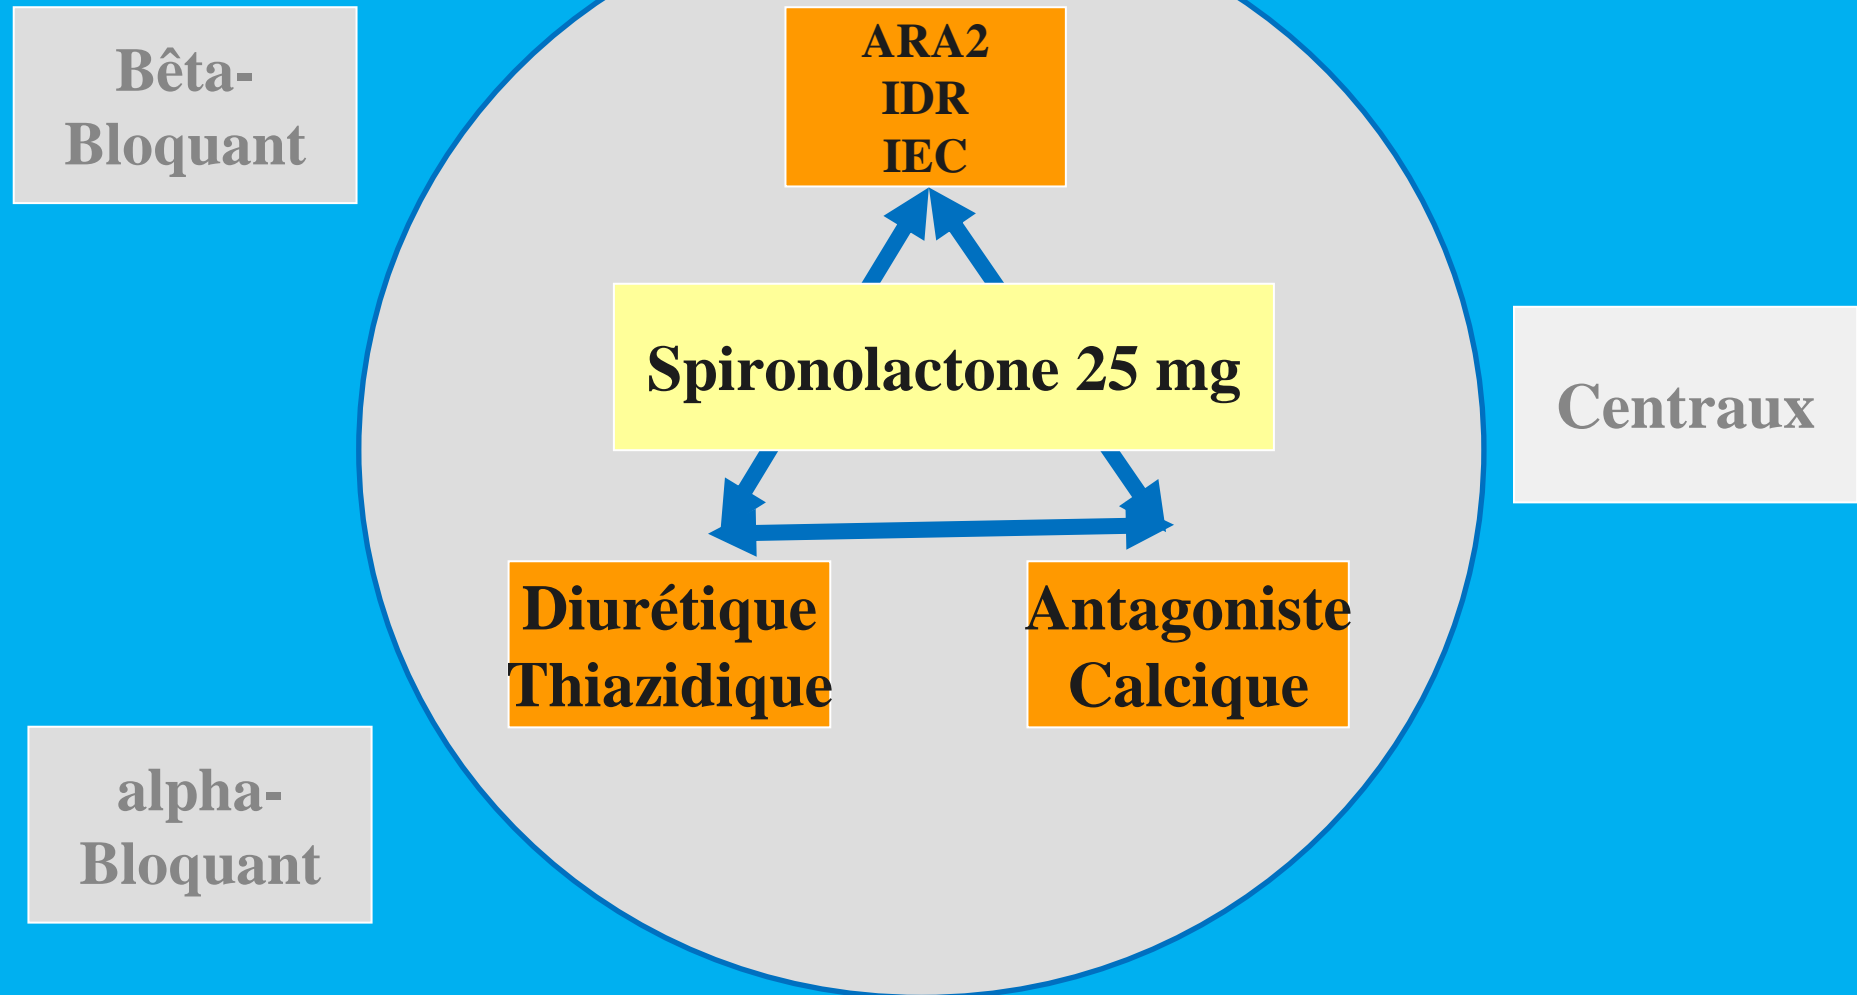 Bêta-
Bloquant
ARA2
IDR
IEC
Spironolactone 25 mg
Centraux
Diurétique
Thiazidique
Antagoniste
Calcique
alpha-
Bloquant